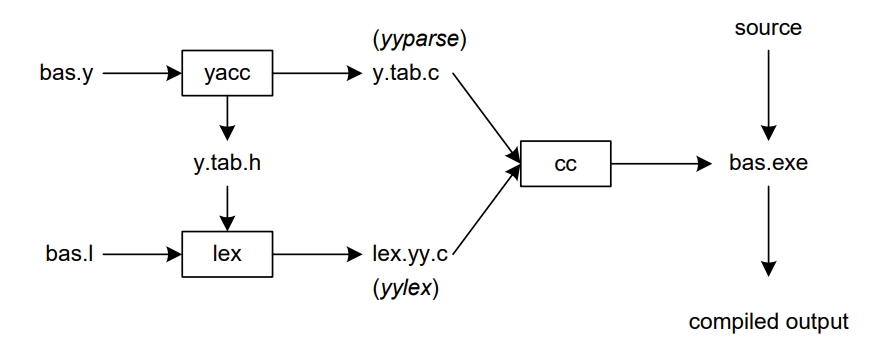 source
(yyparse)
bas.y yacc y.tab.c
y.tab.h cc bas.exe
bas.l lex lex.yy.c
(yylex)
compiled output